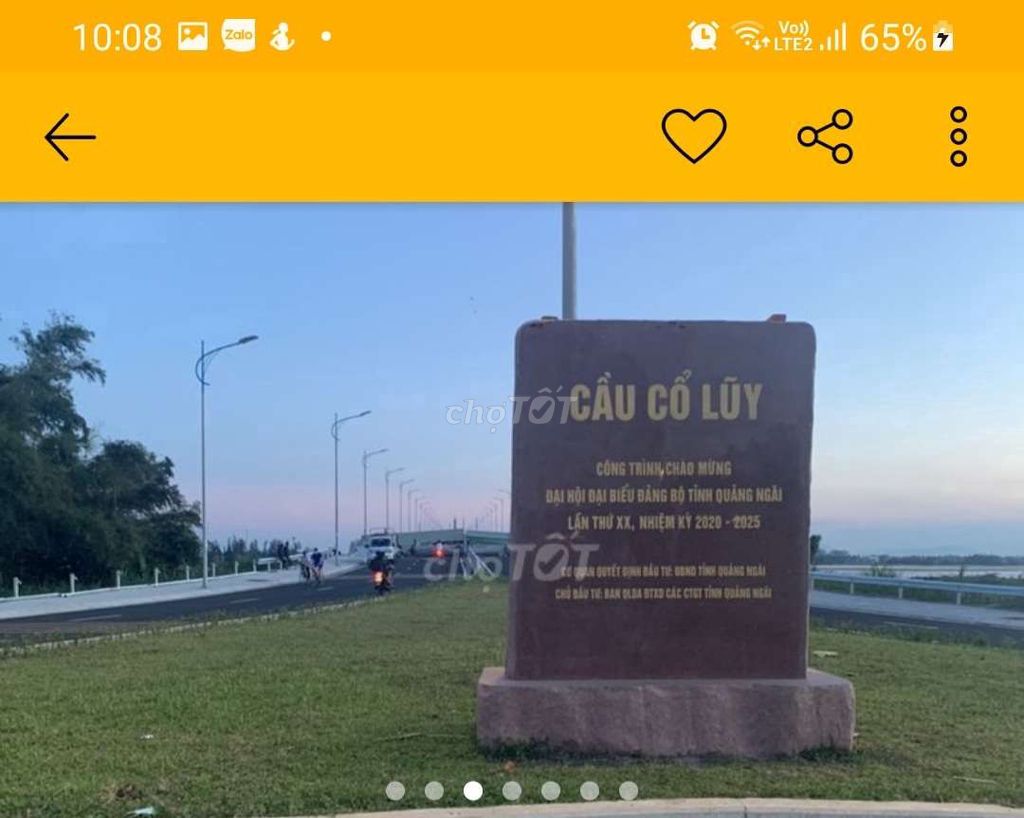 10:08 Zalo Vo)) LTE2 65%
CẦU CỔ LŨY
chợTỐT
CÔNG TRÌNH CHÀO MỪNG
ĐẠI HỘI ĐẠI BIỂU ĐẢNG BỘ TỈNH QUẢNG NGÃI
LẦN THỨ XX, NHIỆM KỲ 2020 - 2025
chợTỐT
CƠ QUAN QUYẾT ĐỊNH ĐẦU TƯ: UBND TỈNH QUẢNG NGÃI
CHỦ ĐẦU TƯ: BAN QLDA ĐTXD CÁC CTGT TỈNH QUẢNG NGÃI